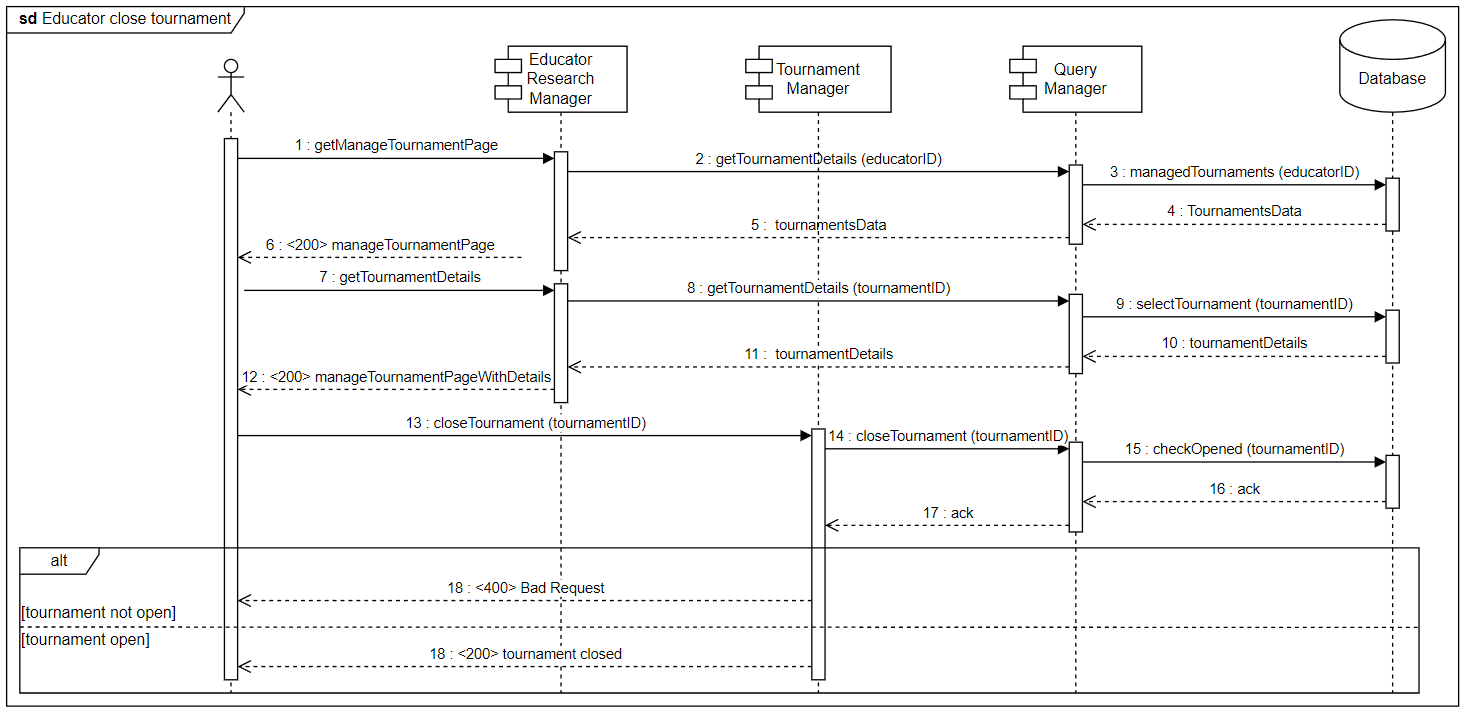 sd Educator close tournament
Educator
Research
Manager
Tournament
Manager
Query
Manager
Database
1 : getManageTournamentPage
2 : getTournamentDetails (educatorID)
3 : managedTournaments (educatorID)
4 : TournamentsData
5 : tournamentsData
6 : <200> manageTournamentPage
7 : getTournamentDetails
8 : getTournamentDetails (tournamentID)
9 : selectTournament (tournamentID)
10 : tournamentDetails
11 : tournamentDetails
12 : <200> manageTournamentPageWithDetails
13 : closeTournament (tournamentID)
14 : closeTournament (tournamentID)
15 : checkOpened (tournamentID)
16 : ack
17 : ack
alt
18 : <400> Bad Request
[tournament not open]
[tournament open]
18 : <200> tournament closed